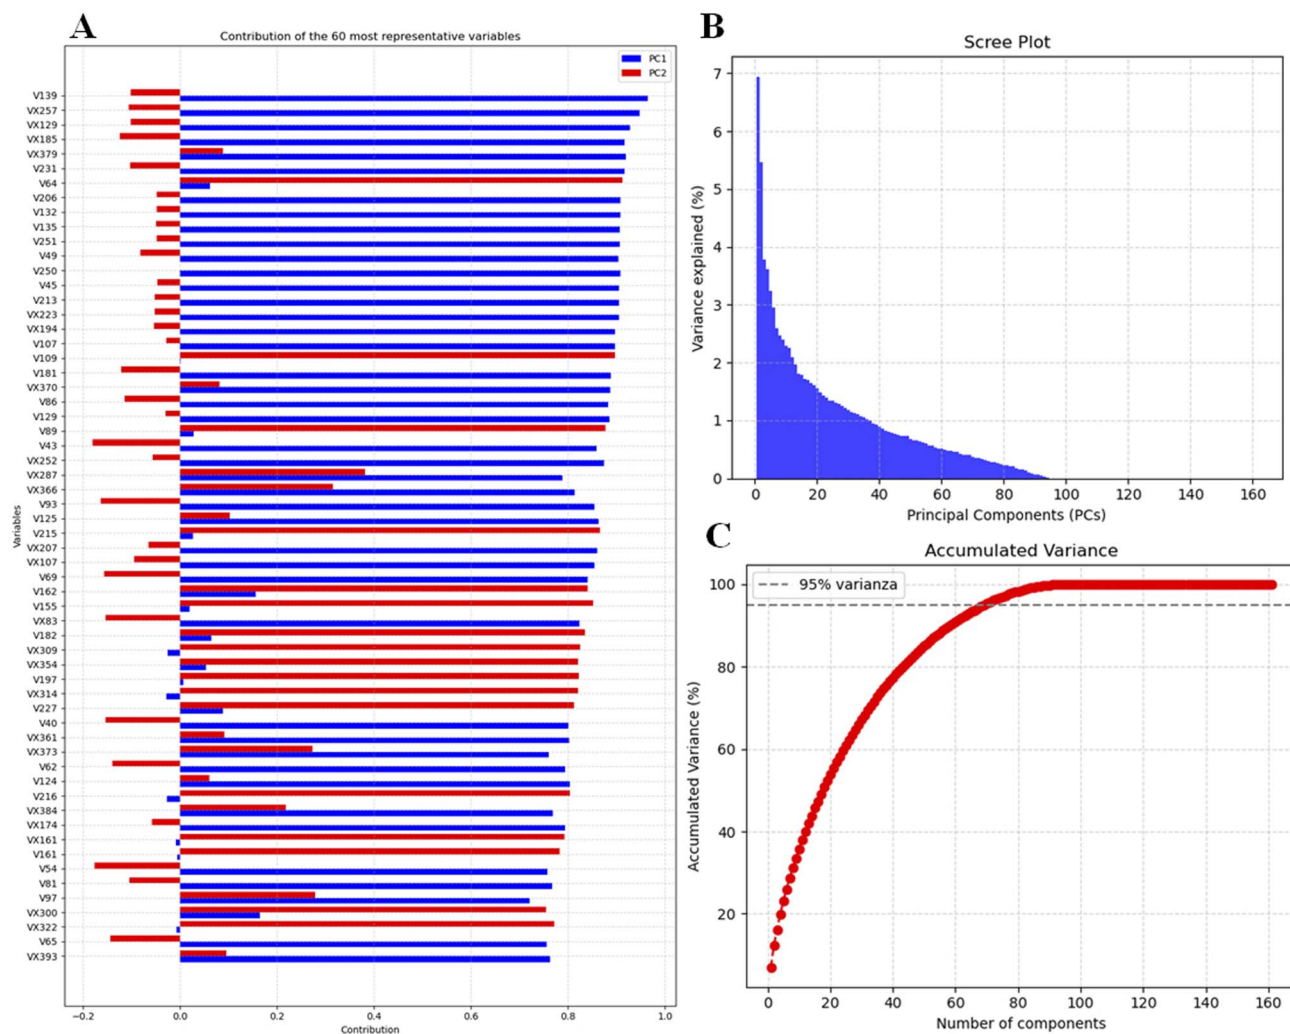 A
Contribution of the 60 most representative variables
PC1
PC2
V139
VX257
VX129
VX185
VX379
V231
V64
V206
V132
V135
V251
V49
V250
V45
V213
VX223
VX194
V107
V109
V181
VX370
V86
V129
V89
V43
VX252
VX287
VX366
V93
V125
V215
VX207
VX107
V69
V162
V155
VX83
V182
VX309
VX354
V197
VX314
V227
V40
VX361
VX373
V62
V124
V216
VX384
VX174
VX161
V161
V54
V81
V97
VX300
VX322
V65
VX393
Variables
−0.2 0.0 0.2 0.4 0.6 0.8 1.0
Contribution
B
Scree Plot
7
6
5
4
3
2
1
0
Variance explained (%)
0 20 40 60 80 100 120 140 160
Principal Components (PCs)
C
Accumulated Variance
95% varianza
100
80
60
40
20
Accumulated Variance (%)
0 20 40 60 80 100 120 140 160
Number of components